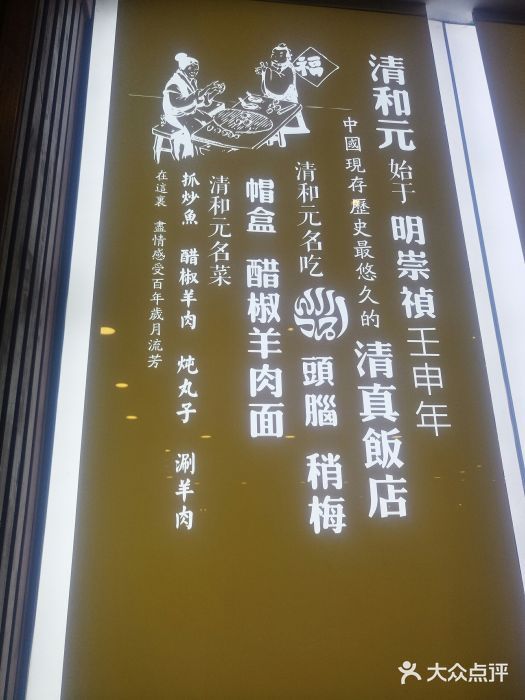 清和元 始于 明崇禎壬申年
中國現存歷史最悠久的 清真飯店
清和元名吃 頭腦 稍梅
帽盒 醋椒羊肉面
清和元名菜
抓炒魚 醋椒羊肉 炖丸子 涮羊肉
在這裏 盡情感受百年歲月流芳
福
大众点评